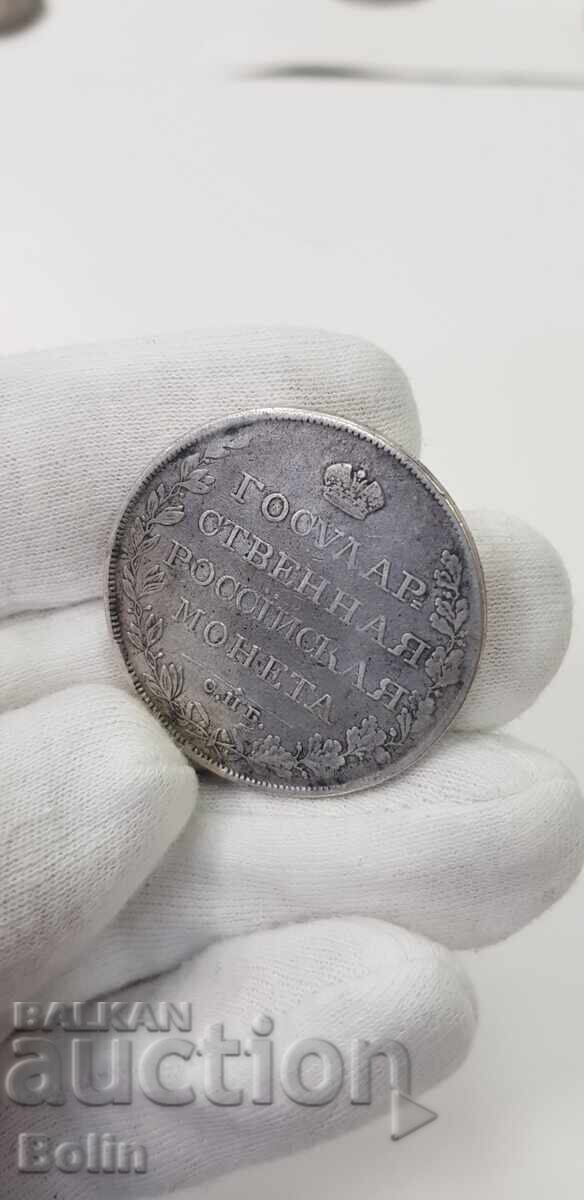 ГОСУДАР
СТВЕННАЯ
РОССІЙСКАЯ
МОНЕТА
С.П.Б.
BALKAN
auction
Bolin